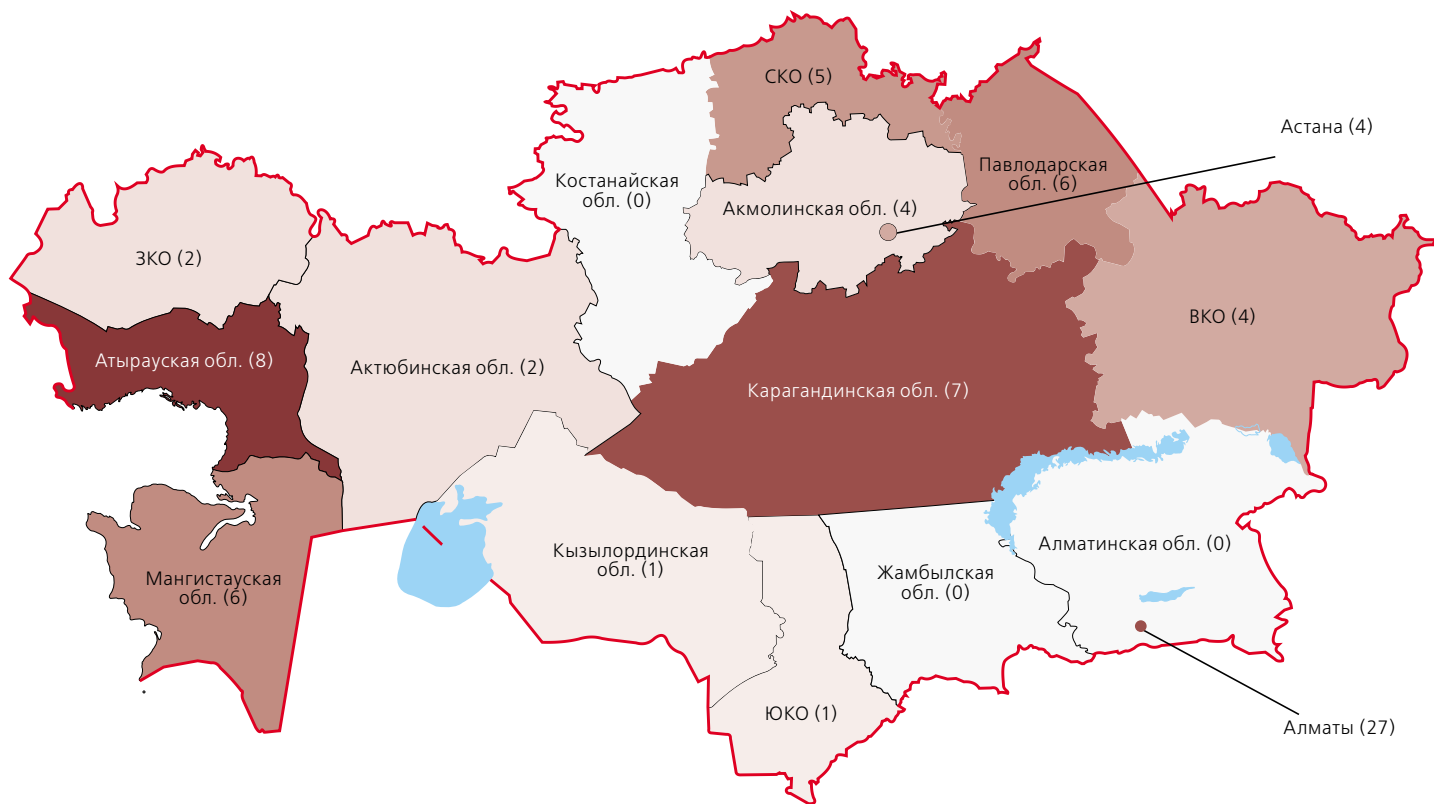 СКО (5)
Астана (4)
Павлодарская
обл. (6)
Костанайская
обл. (0)
Акмолинская обл. (4)
ЗКО (2)
ВКО (4)
Атырауская обл. (8)
Актюбинская обл. (2)
Карагандинская обл. (7)
Кызылординская
обл. (1)
Алматинская обл. (0)
Жамбылская
обл. (0)
Мангистауская
обл. (6)
ЮКО (1)
Алматы (27)